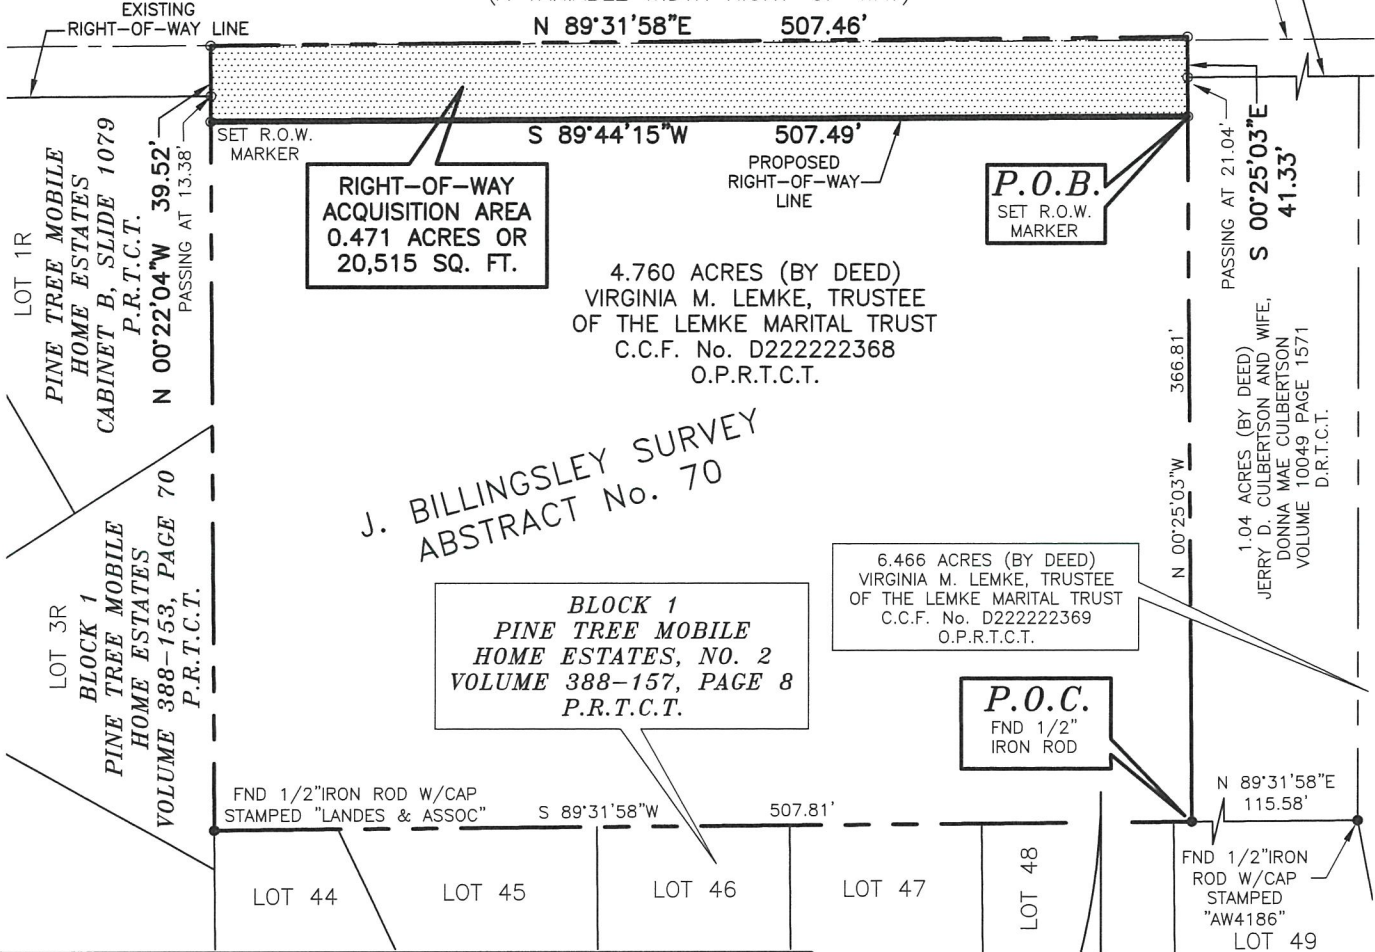 (A VARIABLE WIDTH RIGHT-OF-WAY)
EXISTING
RIGHT-OF-WAY LINE
N 89°31'58"E 507.46'
SET R.O.W.
MARKER
S 89°44'15"W 507.49'
PROPOSED
RIGHT-OF-WAY
LINE
RIGHT-OF-WAY
ACQUISITION AREA
0.471 ACRES OR
20,515 SQ. FT.
P.O.B.
SET R.O.W.
MARKER
LOT 1R
PINE TREE MOBILE
HOME ESTATES
CABINET B, SLIDE 1079
P.R.T.C.T.
N 00°22'04"W 39.52'
PASSING AT 13.38'
PASSING AT 21.04'
S 00°25'03"E
41.33'
4.760 ACRES (BY DEED)
VIRGINIA M. LEMKE, TRUSTEE
OF THE LEMKE MARITAL TRUST
C.C.F. No. D222222368
O.P.R.T.C.T.
N 00°25'03"W 366.81'
1.04 ACRES (BY DEED)
JERRY D. CULBERTSON AND WIFE,
DONNA MAE CULBERTSON
VOLUME 10049 PAGE 1571
D.R.T.C.T.
J. BILLINGSLEY SURVEY
ABSTRACT No. 70
LOT 3R
BLOCK 1
PINE TREE MOBILE
HOME ESTATES
VOLUME 388-153, PAGE 70
P.R.T.C.T.
6.466 ACRES (BY DEED)
VIRGINIA M. LEMKE, TRUSTEE
OF THE LEMKE MARITAL TRUST
C.C.F. No. D222222369
O.P.R.T.C.T.
BLOCK 1
PINE TREE MOBILE
HOME ESTATES, NO. 2
VOLUME 388-157, PAGE 8
P.R.T.C.T.
P.O.C.
FND 1/2"
IRON ROD
FND 1/2"IRON ROD W/CAP
STAMPED "LANDES & ASSOC"
S 89°31'58"W 507.81'
N 89°31'58"E
115.58'
FND 1/2"IRON
ROD W/CAP
STAMPED
"AW4186"
LOT 44
LOT 45
LOT 46
LOT 47
LOT 48
LOT 49